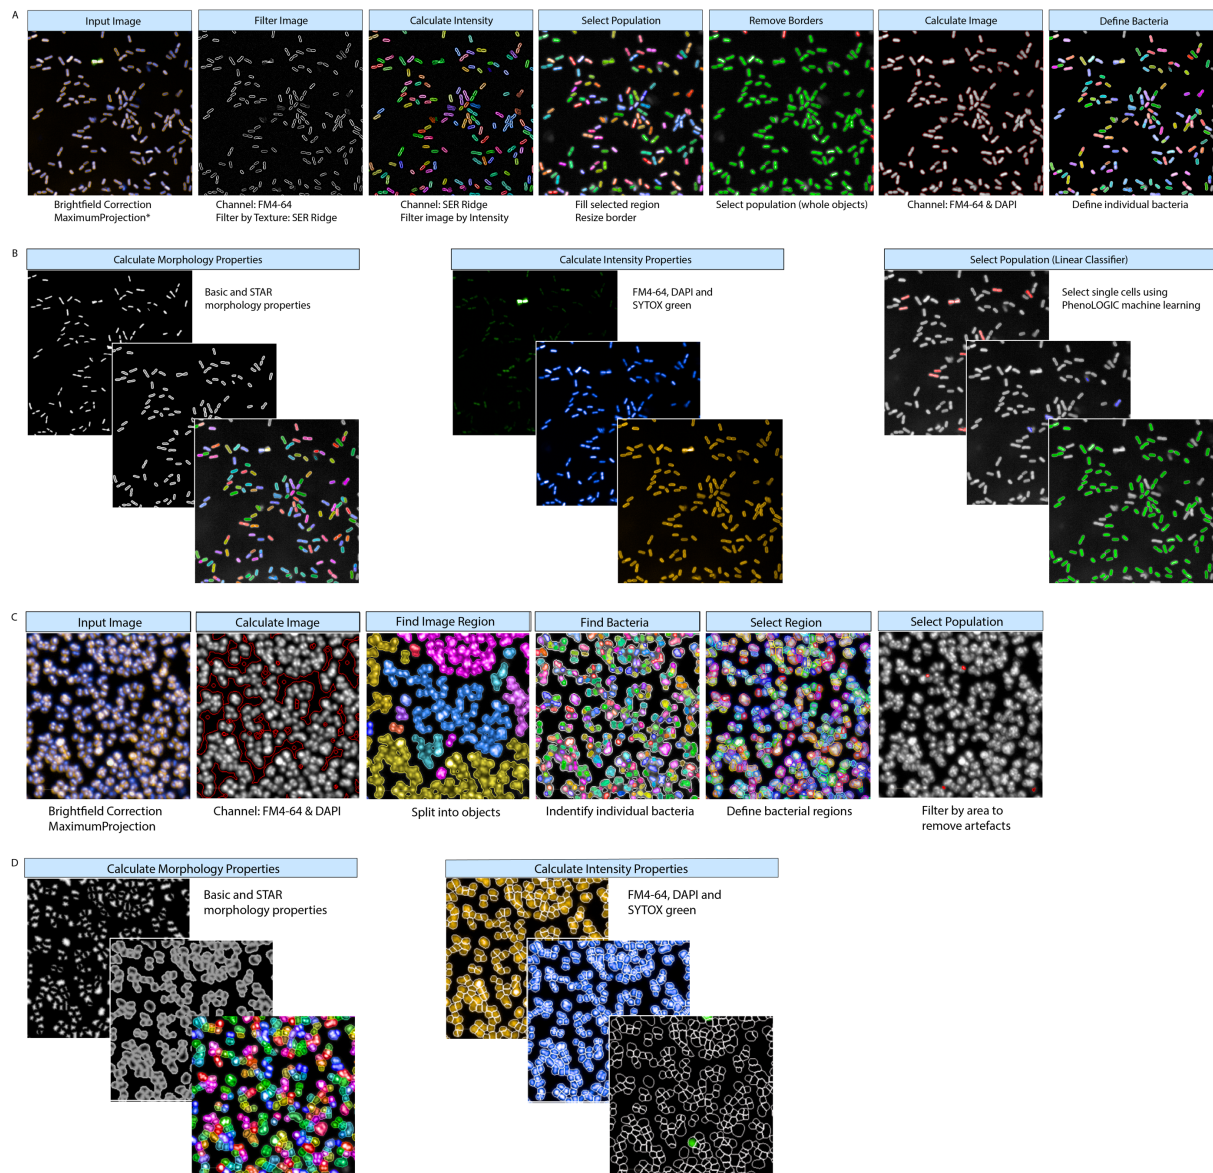 A
Input Image
Filter Image
Calculate Intensity
Select Population
Remove Borders
Calculate Image
Define Bacteria
Brightfield Correction
MaximumProjection*
Channel: FM4-64
Filter by Texture: SER Ridge
Channel: SER Ridge
Filter image by Intensity
Fill selected region
Resize border
Select population (whole objects)
Channel: FM4-64 & DAPI
Define individual bacteria
B
Calculate Morphology Properties
Basic and STAR
morphology properties
Calculate Intensity Properties
FM4-64, DAPI and
SYTOX green
Select Population (Linear Classifier)
Select single cells using
PhenoLOGIC machine learning
C
Input Image
Calculate Image
Find Image Region
Find Bacteria
Select Region
Select Population
Brightfield Correction
MaximumProjection
Channel: FM4-64 & DAPI
Split into objects
Indentify individual bacteria
Define bacterial regions
Filter by area to
remove artefacts
D
Calculate Morphology Properties
Basic and STAR
morphology properties
Calculate Intensity Properties
FM4-64, DAPI and
SYTOX green